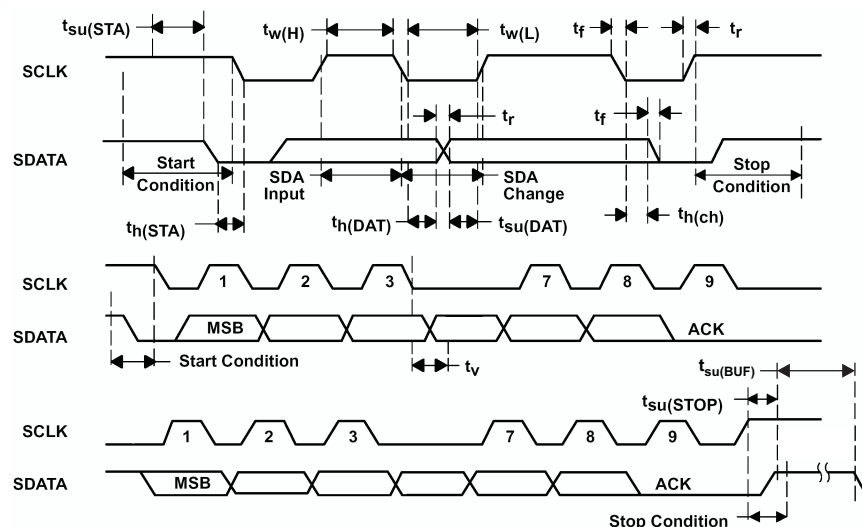 tsu(STA) tw(H) tw(L) tf tr
SCLK
tr tf
SDATA
Start Condition SDA Input SDA Change Stop Condition
th(STA) th(DAT) tsu(DAT) th(ch)
SCLK 1 2 3 7 8 9
SDATA MSB ACK
Start Condition tv tsu(BUF)
tsu(STOP)
SCLK 1 2 3 7 8 9
SDATA MSB ACK
Stop Condition